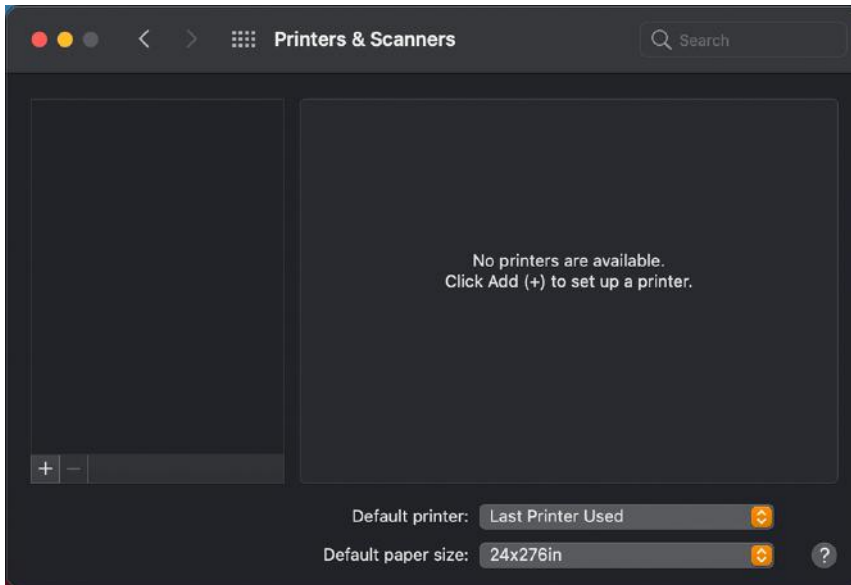 Printers & Scanners
Search
No printers are available.
Click Add (+) to set up a printer.
+ −
Default printer: Last Printer Used
Default paper size: 24x276in
?